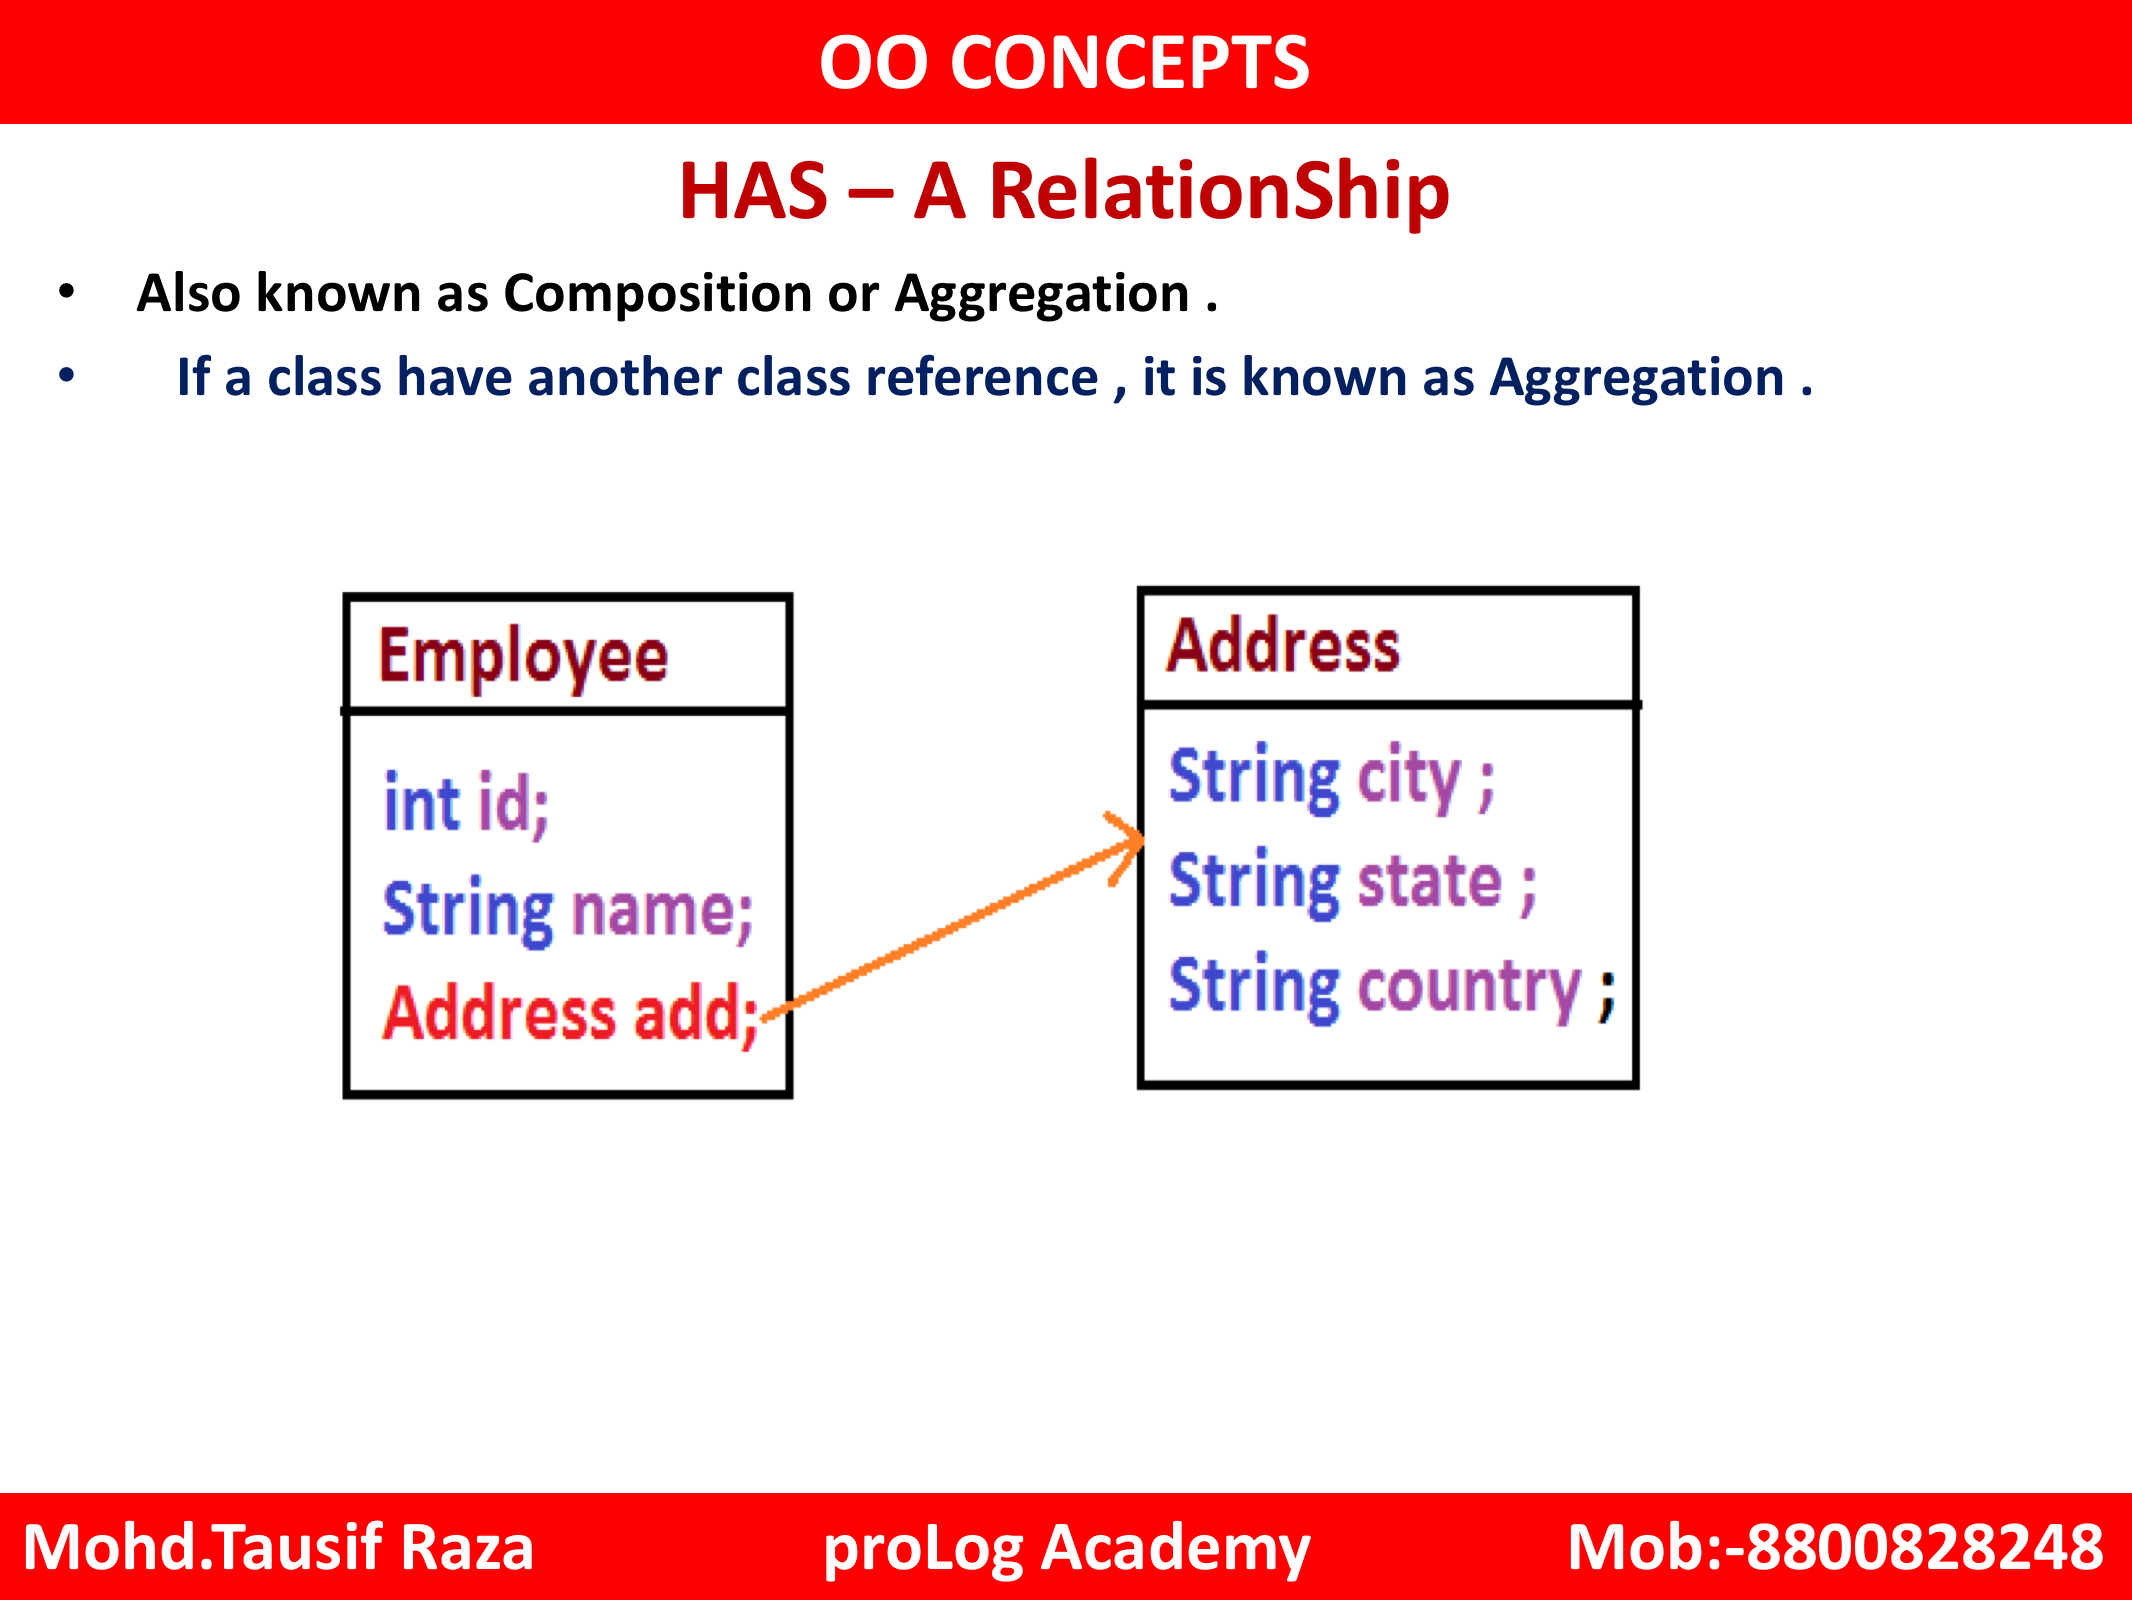 OO CONCEPTS
HAS – A RelationShip
• Also known as Composition or Aggregation .
• If a class have another class reference , it is known as Aggregation .
Employee
int id;
String name;
Address add;
Address
String city ;
String state ;
String country ;
Mohd.Tausif Raza proLog Academy Mob:-8800828248